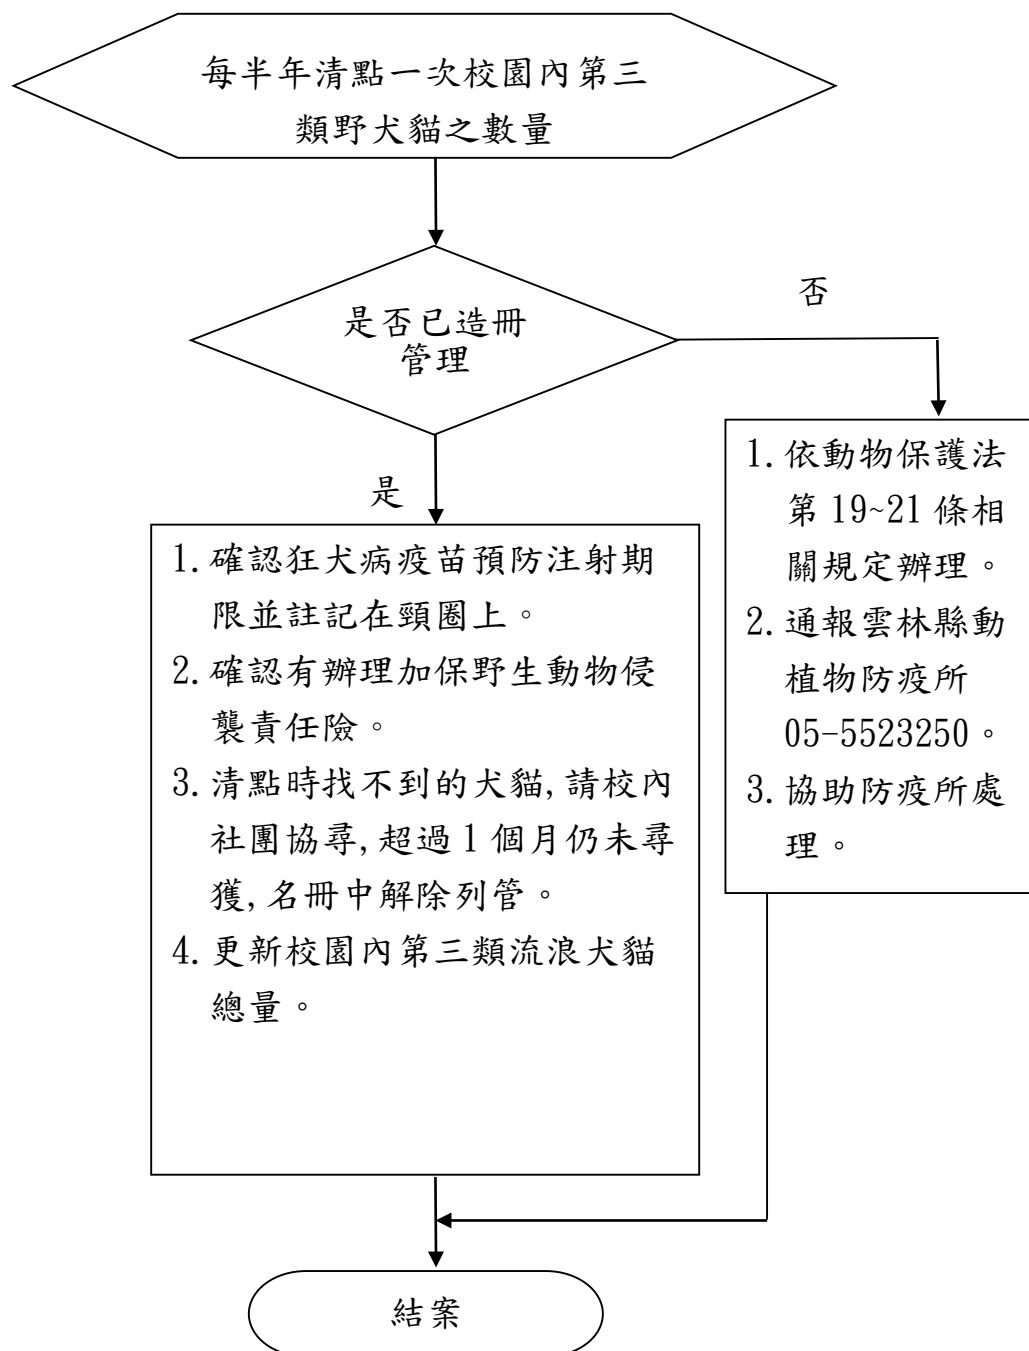 每半年清點一次校園內第三
類野犬貓之數量
是否已造冊
管理
否
是
1. 確認狂犬病疫苗預防注射期
限並註記在頸圈上。
2. 確認有辦理加保野生動物侵
襲責任險。
3. 清點時找不到的犬貓,請校內
社團協尋,超過1個月仍未尋
獲,名冊中解除列管。
4. 更新校園內第三類流浪犬貓
總量。
1. 依動物保護法
第 19~21 條相
關規定辦理。
2. 通報雲林縣動
植物防疫所
05-5523250。
3. 協助防疫所處
理。
結案